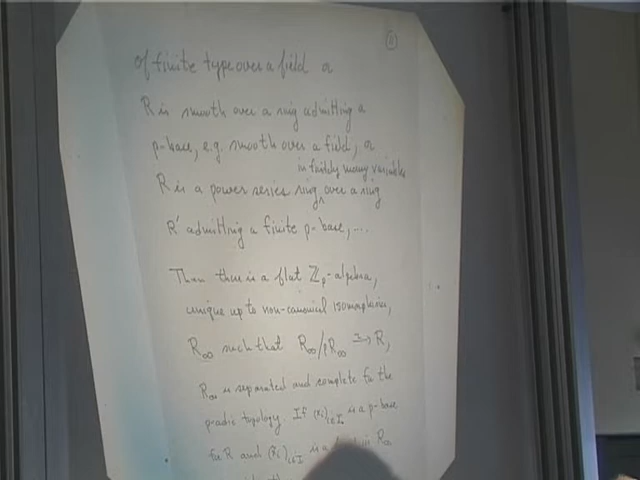 of finite type over a field or
R is smooth over a ring admitting a
p-base, e.g. smooth over a field, or
in finitely many variables
R is a power series ring, over a ring
R' admitting a finite p-base, ...
Then there is a flat ℤp-algebra,
unique up to non-canonical isomorphism,
R∞ such that R∞/pR∞ ⥲ R,
R∞ is separated and complete for the
p-adic topology. If (xi)i∈I is a p-base
for R and (x̃i)i∈I is a in R∞